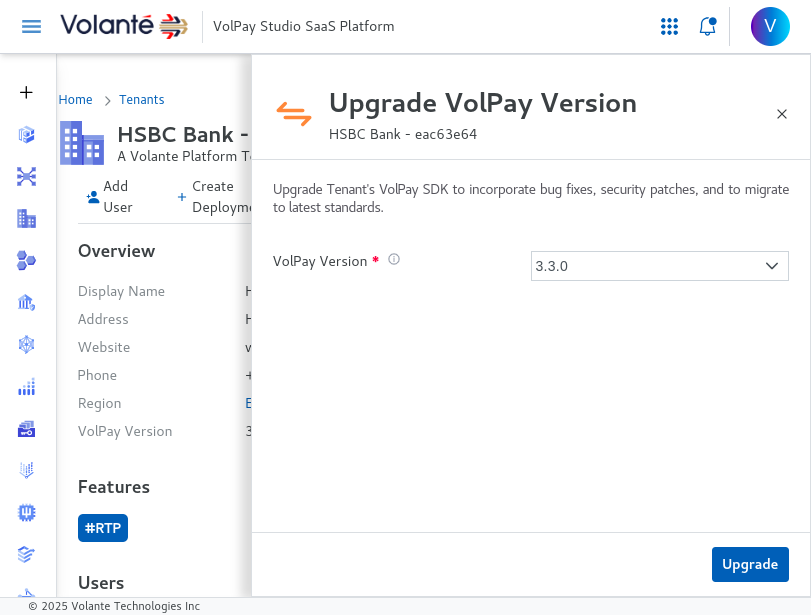 Volanté
VolPay Studio SaaS Platform
V
Home
Tenants
HSBC Bank -
A Volante Platform
Add
User
Create
Overview
Display Name
Address
Website
Phone
Region
VolPay Version
3
Features
#RTP
Users
Upgrade VolPay Version
HSBC Bank - eac63e64
Upgrade Tenant's VolPay SDK to incorporate bug fixes, security patches, and to migrate
to latest standards.
VolPay Version *
3.3.0
Upgrade
© 2025 Volante Technologies Inc